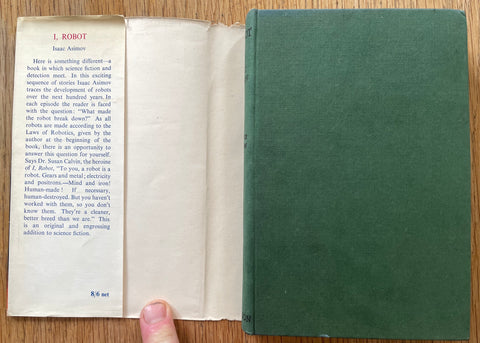 I, ROBOT
Isaac Asimov
Here is something different—a
book in which science fiction and
detection meet. In this exciting
sequence of stories Isaac Asimov
traces the development of robots
over the next hundred years. In
each episode the reader is faced
with the question: "What made
the robot break down?" As all
robots are made according to the
Laws of Robotics, given by the
author at the beginning of the
book, there is an opportunity to
answer this question for yourself.
Says Dr. Susan Calvin, the heroine
of I, Robot, "To you, a robot is a
robot. Gears and metal; electricity
and positrons.—Mind and iron!
Human-made! If necessary,
human-destroyed. But you haven't
worked with them, so you don't
know them. They're a cleaner,
better breed than we are." This
is an original and engrossing
addition to science fiction.
8/6 net